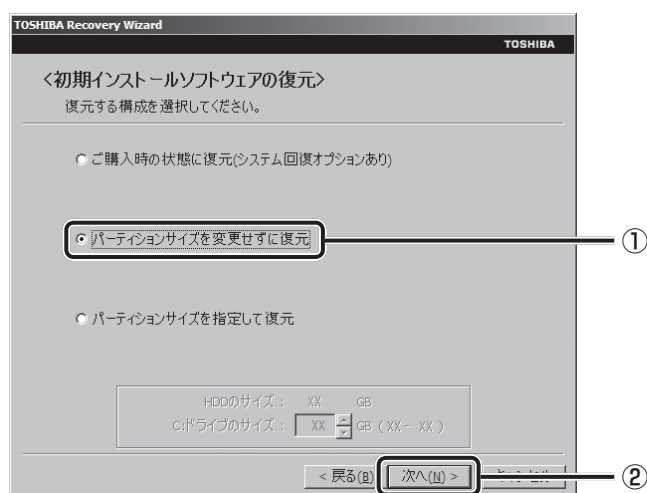 TOSHIBA Recovery Wizard
TOSHIBA
<初期インストールソフトウェアの復元>
復元する構成を選択してください。
ご購入時の状態に復元(システム回復オプションあり)
パーティションサイズを変更せずに復元
①
パーティションサイズを指定して復元
HDDのサイズ： XX GB
C:ドライブのサイズ： XX GB ( XX - XX )
< 戻る(B) 次へ(N) > キャンセル
②